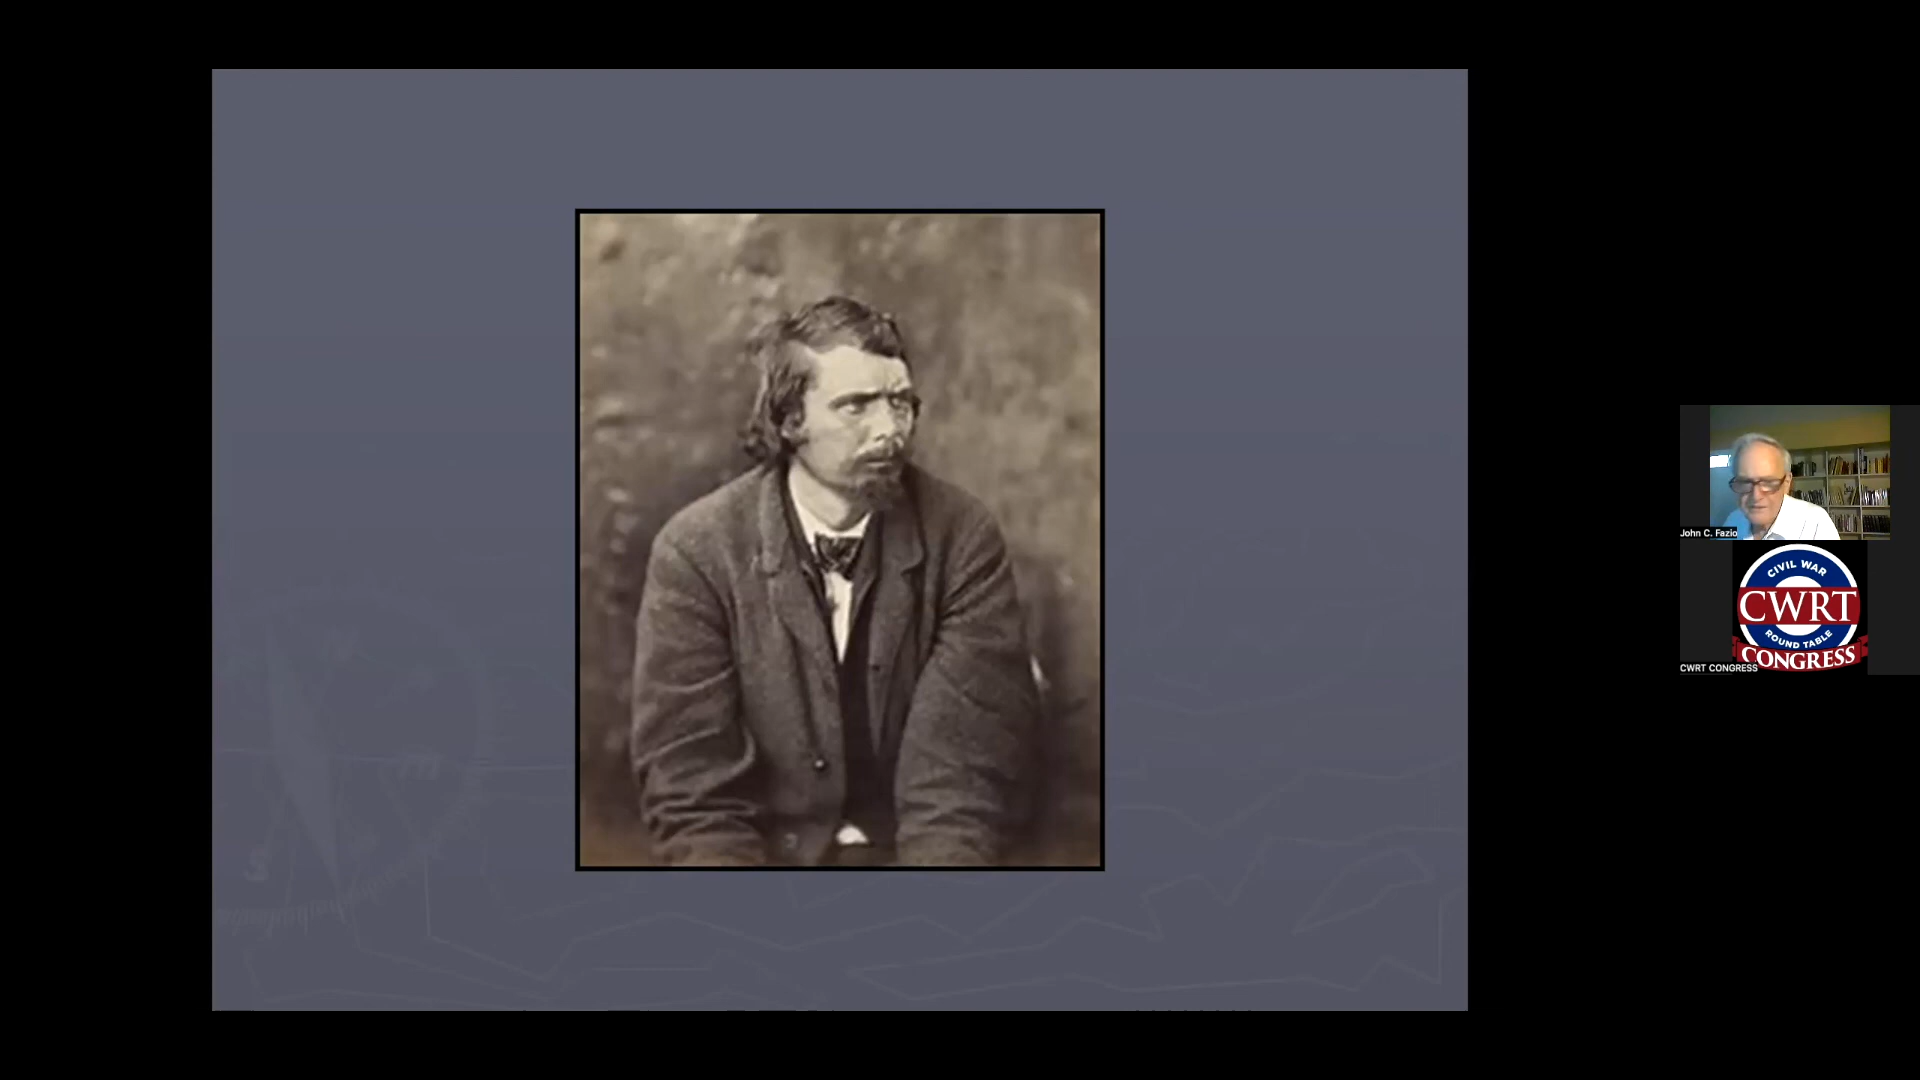 John C. Fazio
CIVIL WAR
CWRT
ROUND TABLE
CONGRESS
CWRT CONGRESS